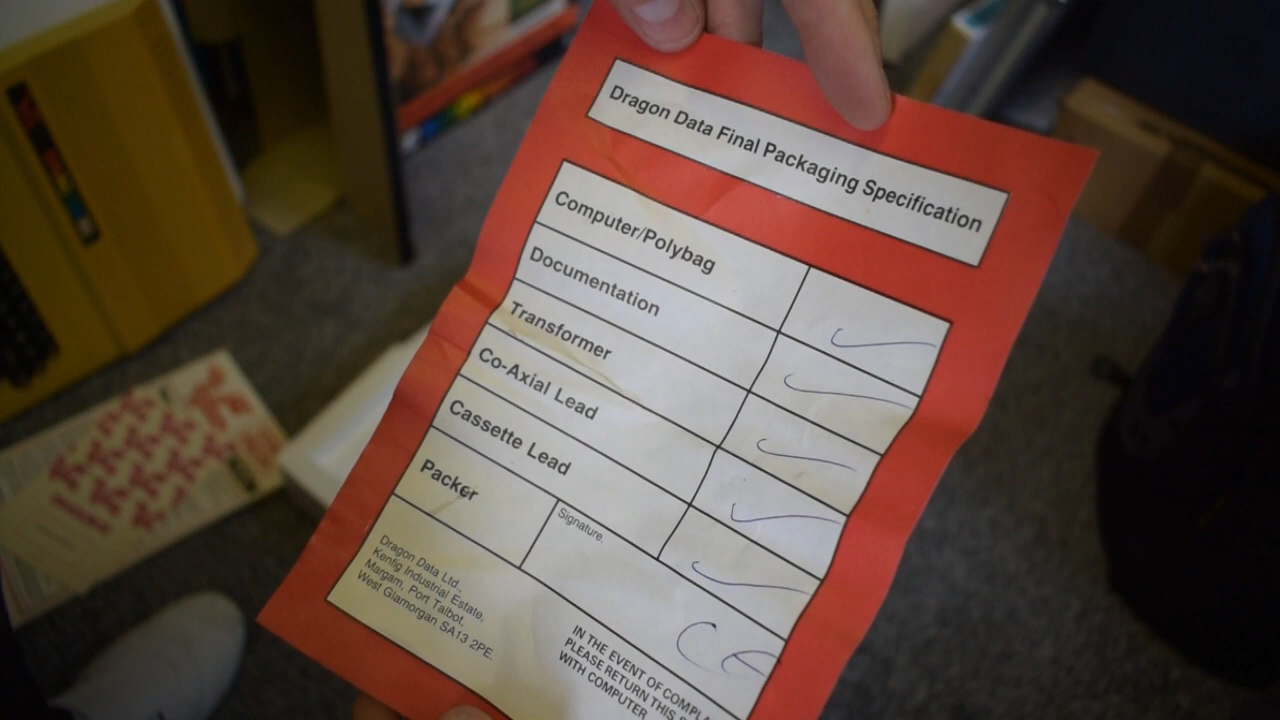 Dragon Data Final Packaging Specification
Computer/Polybag
Documentation
Transformer
Co-Axial Lead
Cassette Lead
Packer
Signature.
CE
Dragon Data Ltd.,
Kenfig Industrial Estate,
Margam, Port Talbot,
West Glamorgan SA13 2PE.
IN THE EVENT OF
PLEASE RETURN THIS
WITH COMPUTER